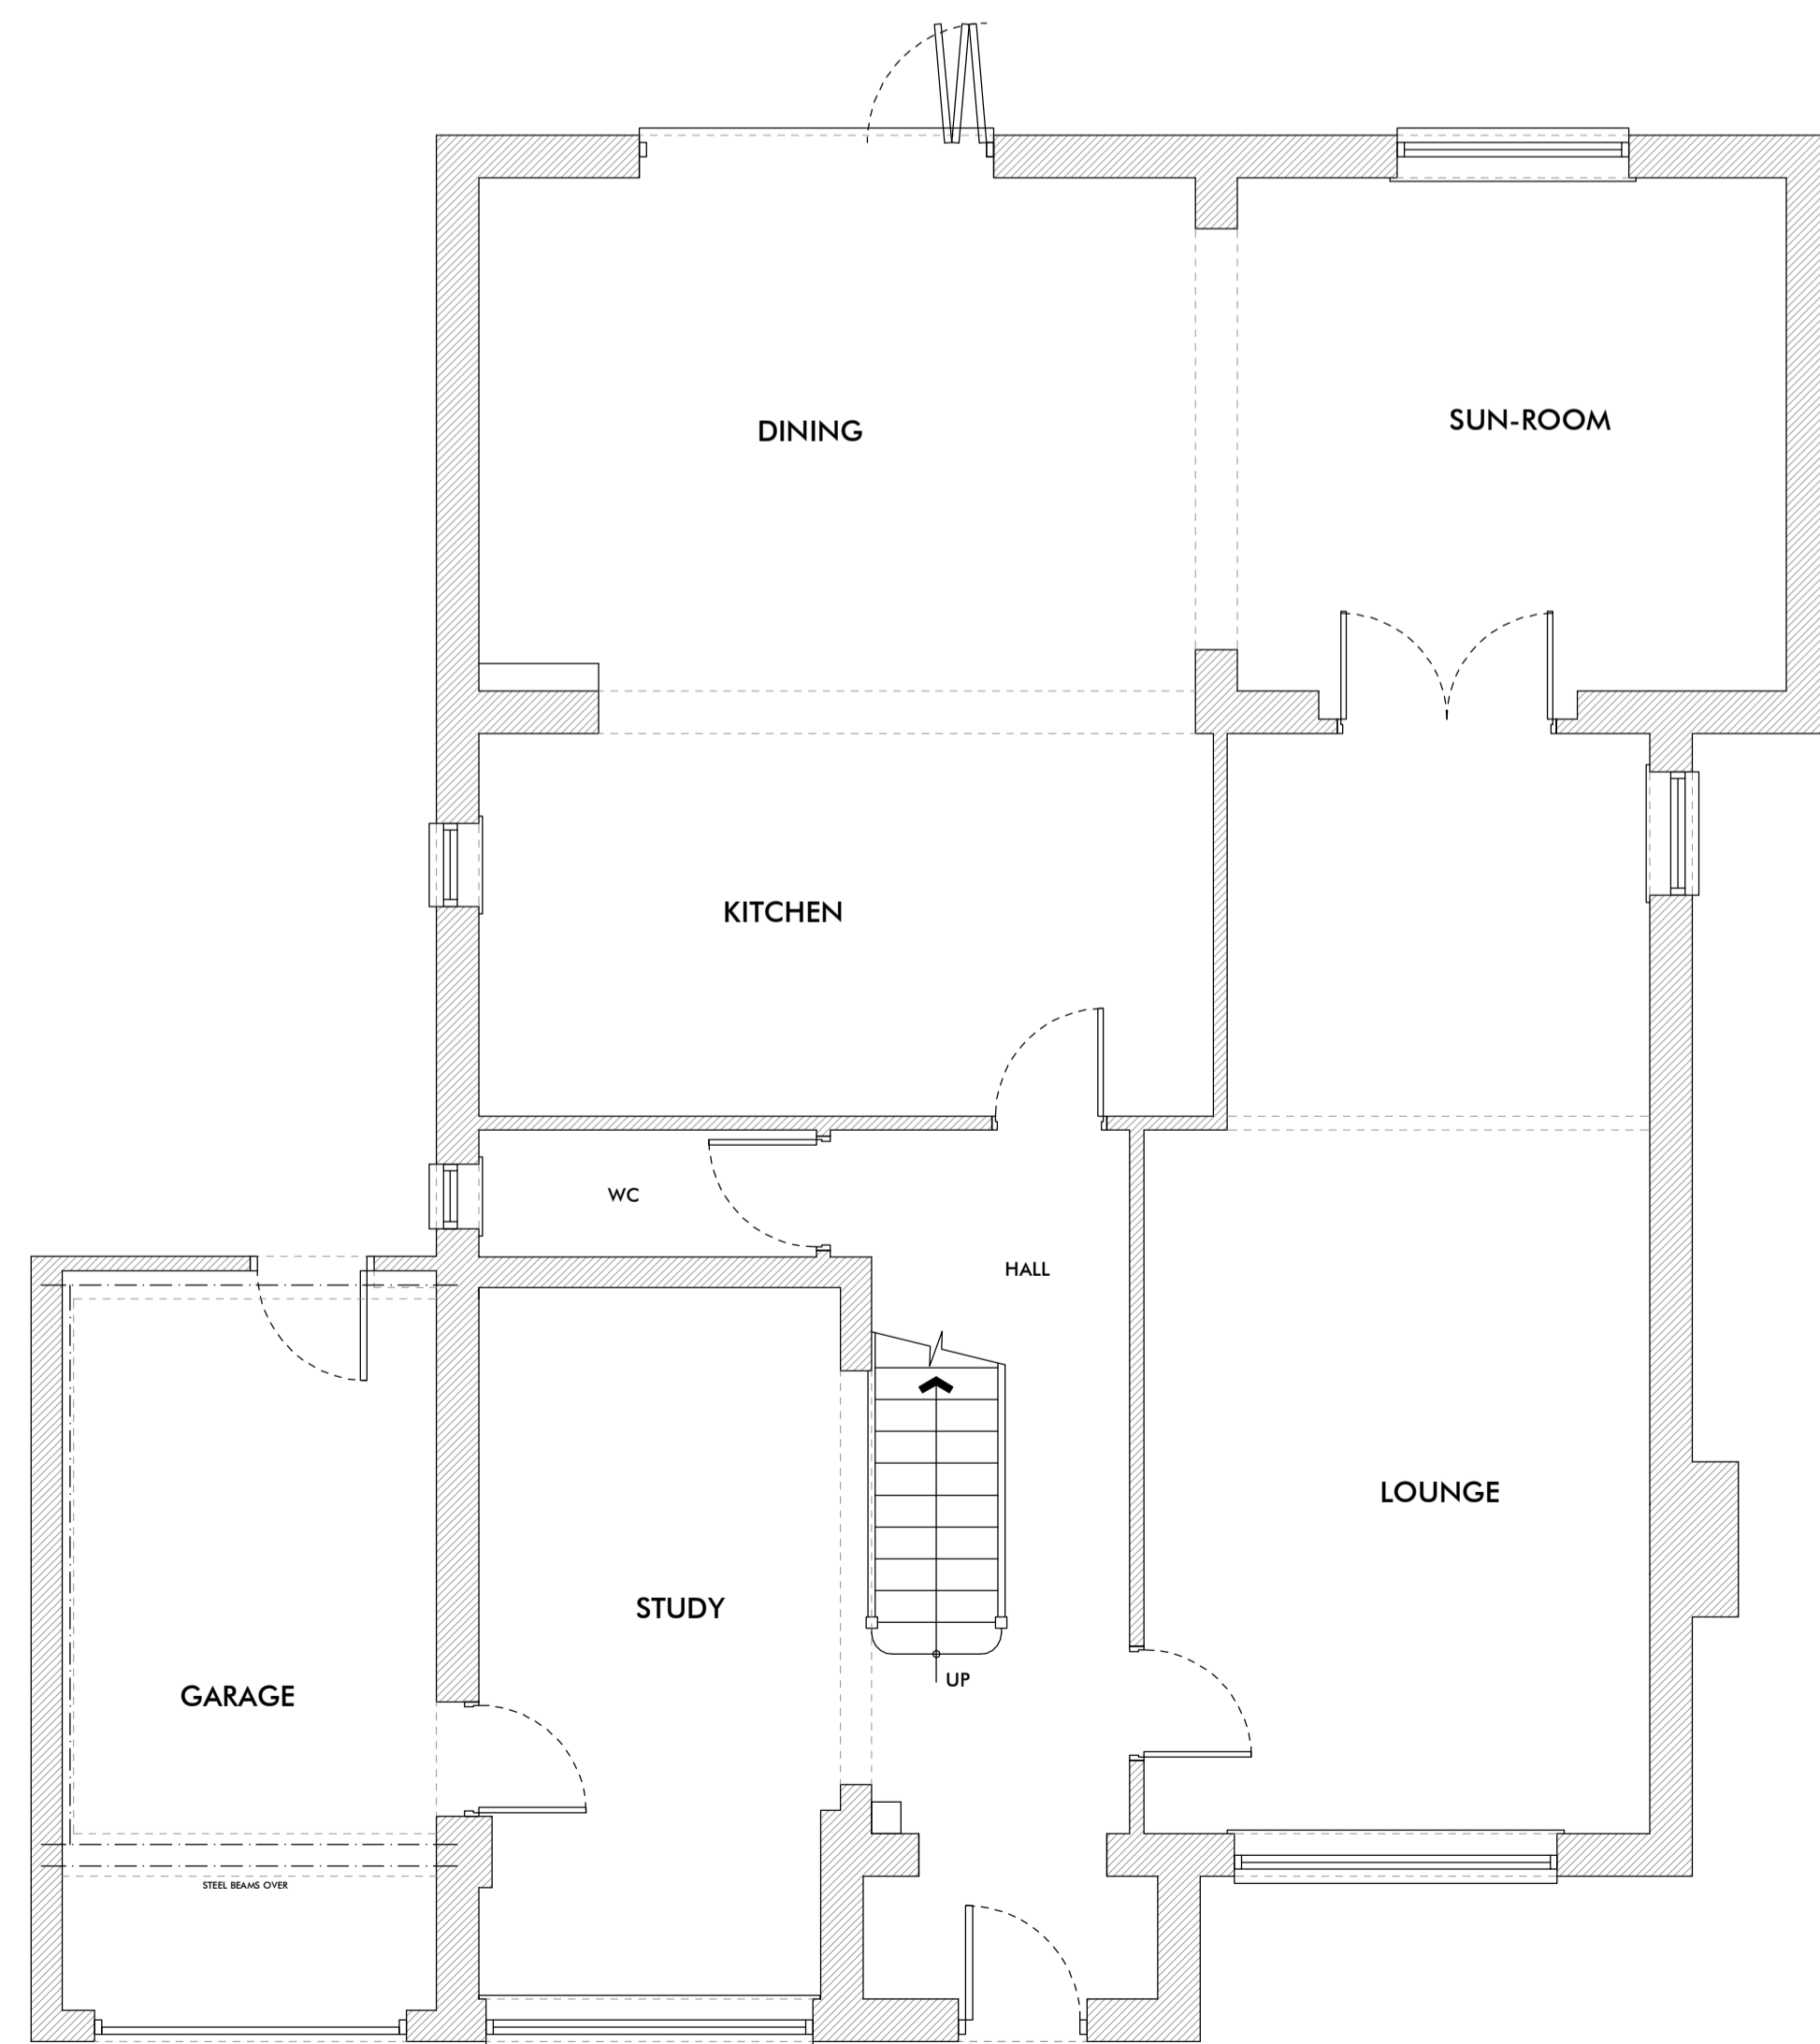 SUN-ROOM
DINING
KITCHEN
WC
HALL
LOUNGE
STUDY
UP
GARAGE
STEEL BEAMS OVER